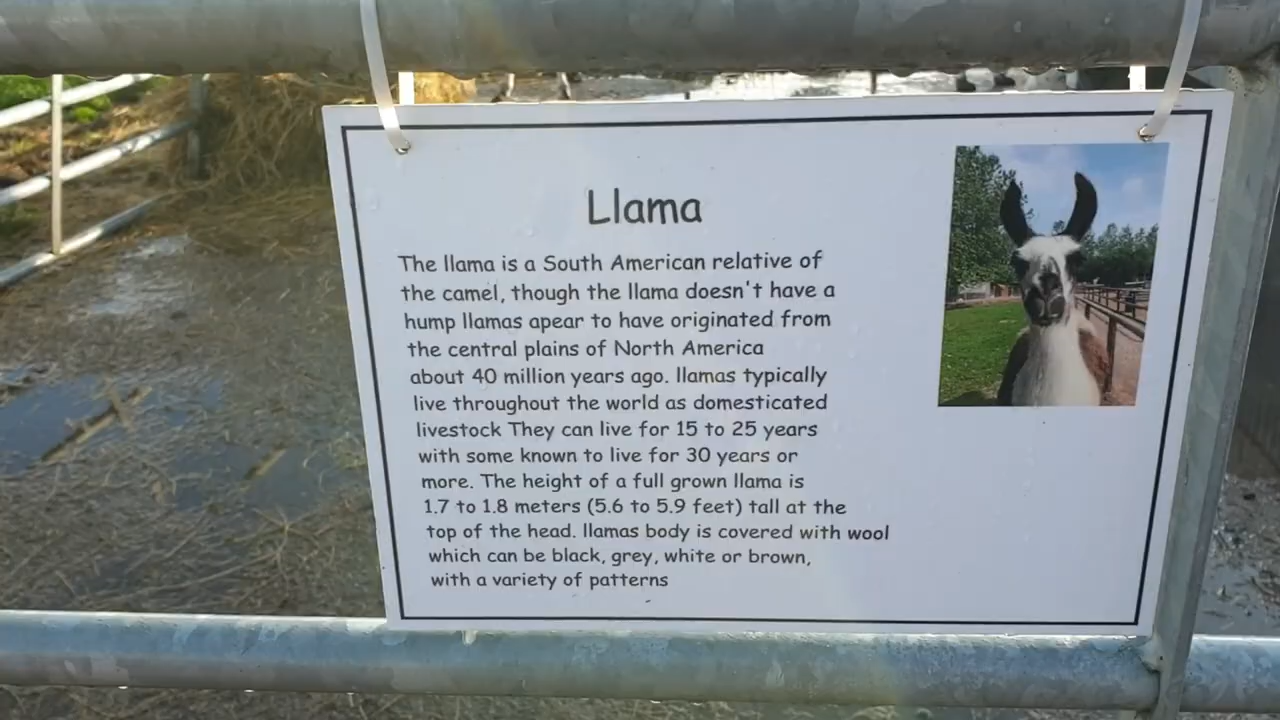 Llama
The llama is a South American relative of
the camel, though the llama doesn't have a
hump llamas apear to have originated from
the central plains of North America
about 40 million years ago. llamas typically
live throughout the world as domesticated
livestock They can live for 15 to 25 years
with some known to live for 30 years or
more. The height of a full grown llama is
1.7 to 1.8 meters (5.6 to 5.9 feet) tall at the
top of the head. llamas body is covered with wool
which can be black, grey, white or brown,
with a variety of patterns